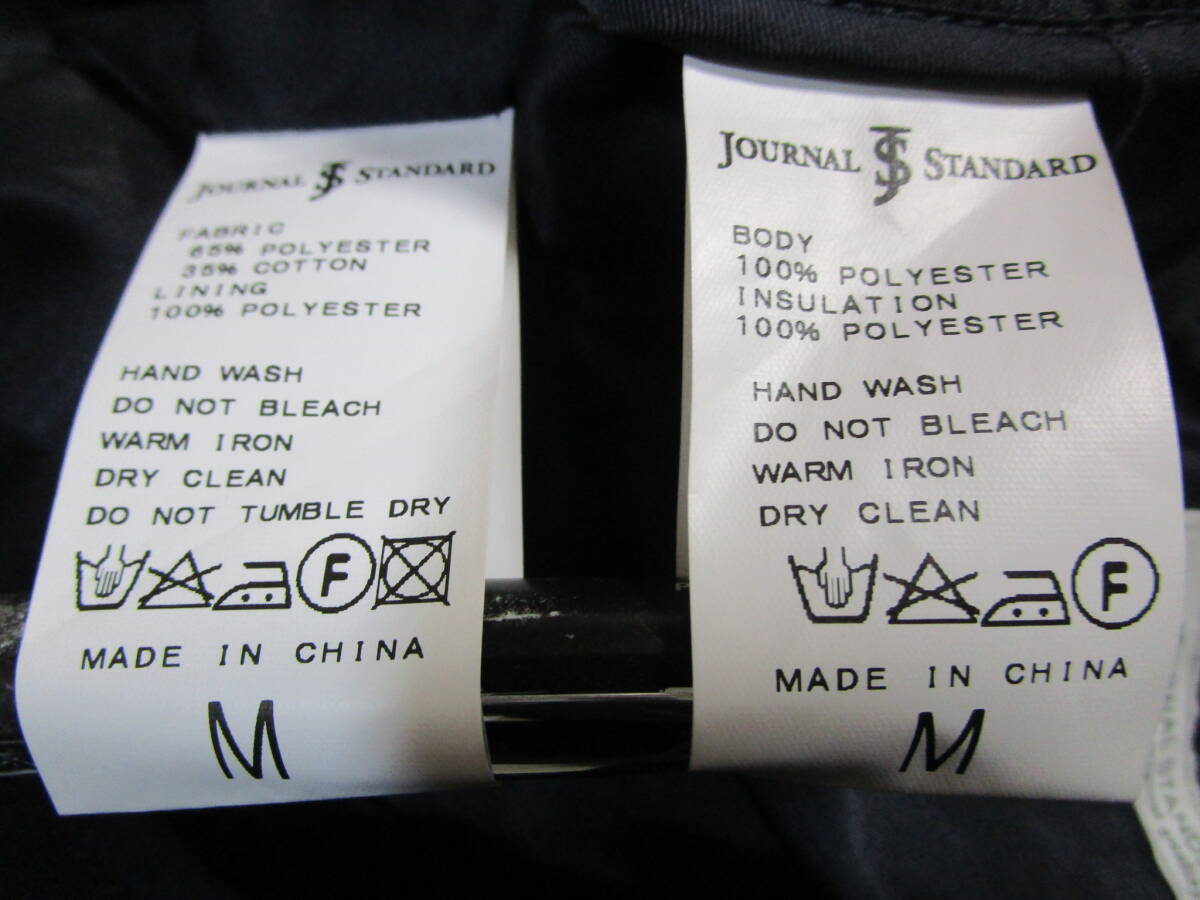 JOURNAL JS STANDARD
FABRIC
65% POLYESTER
35% COTTON
LINING
100% POLYESTER
HAND WASH
DO NOT BLEACH
WARM IRON
DRY CLEAN
DO NOT TUMBLE DRY
F
MADE IN CHINA
M
JOURNAL JS STANDARD
BODY
100% POLYESTER
INSULATION
100% POLYESTER
HAND WASH
DO NOT BLEACH
WARM IRON
DRY CLEAN
F
MADE IN CHINA
M